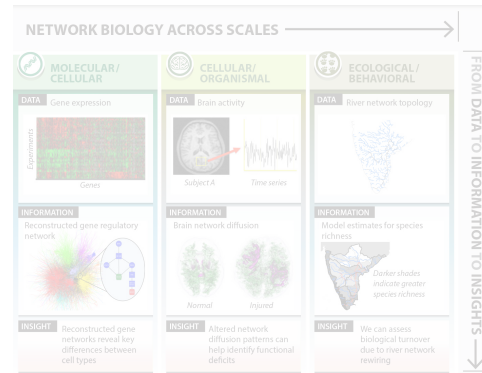 NETWORK BIOLOGY ACROSS SCALES
FROM DATA TO INFORMATION TO INSIGHTS
MOLECULAR/
CELLULAR
DATA Gene expression
Experiments
Genes
INFORMATION
Reconstructed gene regulatory
network
INSIGHT Reconstructed gene
networks reveal key
differences between
cell types
CELLULAR/
ORGANISMAL
DATA Brain activity
Subject A
Time series
INFORMATION
Brain network diffusion
Normal
Injured
INSIGHT Altered network
diffusion patterns can
help identify functional
deficits
ECOLOGICAL/
BEHAVIORAL
DATA River network topology
INFORMATION
Model estimates for species
richness
Darker shades
indicate greater
species richness
INSIGHT We can assess
biological turnover
due to river network
rewiring